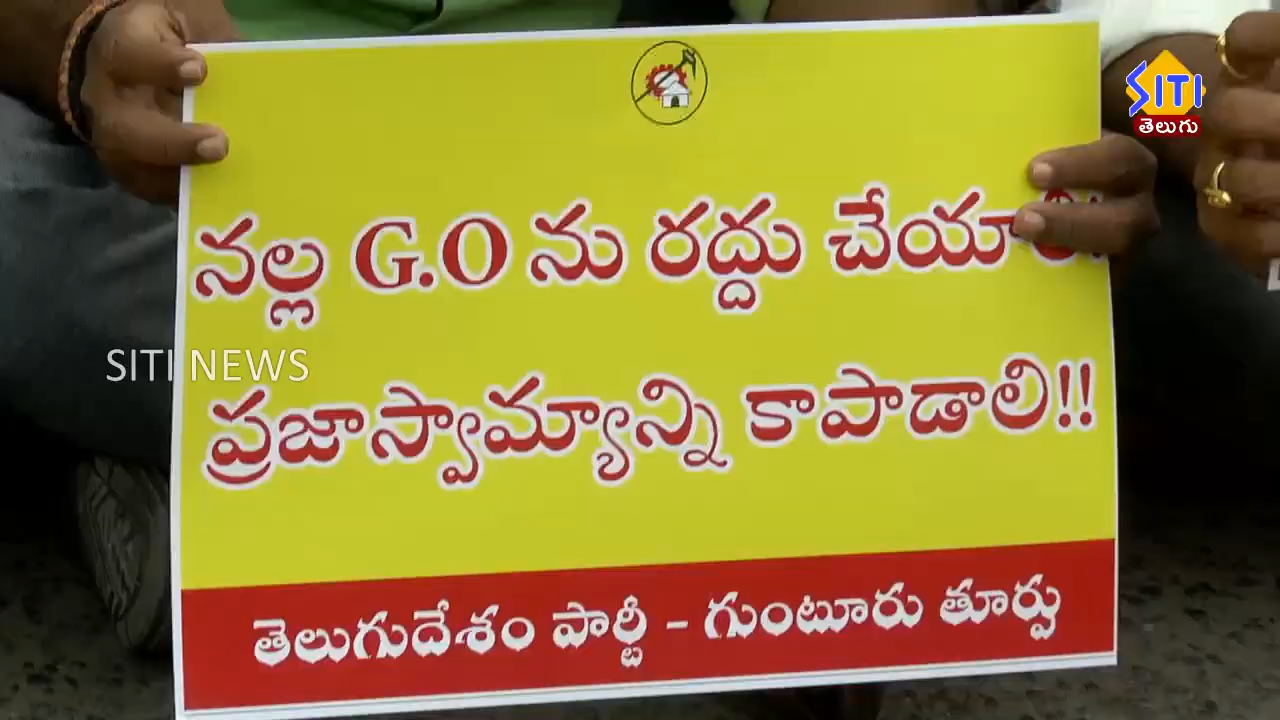 SITI
తెలుగు
నల్ల G.O ను రద్దు
SITI NEWS
ప్రజాస్వామ్యాన్ని కాపాడాలి!!
తెలుగుదేశం పార్టీ - గుంటూరు తూర్పు